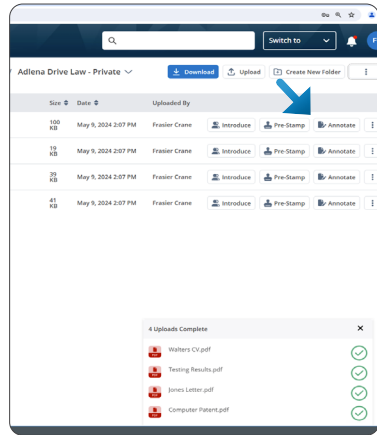 Switch to
F
Adlena Drive Law - Private
Download
Upload
Create New Folder
Size Date Uploaded By
100 KB May 9, 2024 2:07 PM Frasier Crane Introduce Pre-Stamp Annotate
19 KB May 9, 2024 2:07 PM Frasier Crane Introduce Pre-Stamp Annotate
39 KB May 9, 2024 2:07 PM Frasier Crane Introduce Pre-Stamp Annotate
41 KB May 9, 2024 2:07 PM Frasier Crane Introduce Pre-Stamp Annotate
4 Uploads Complete
PDF Walters CV.pdf
PDF Testing Results.pdf
PDF Jones Letter.pdf
PDF Computer Patent.pdf